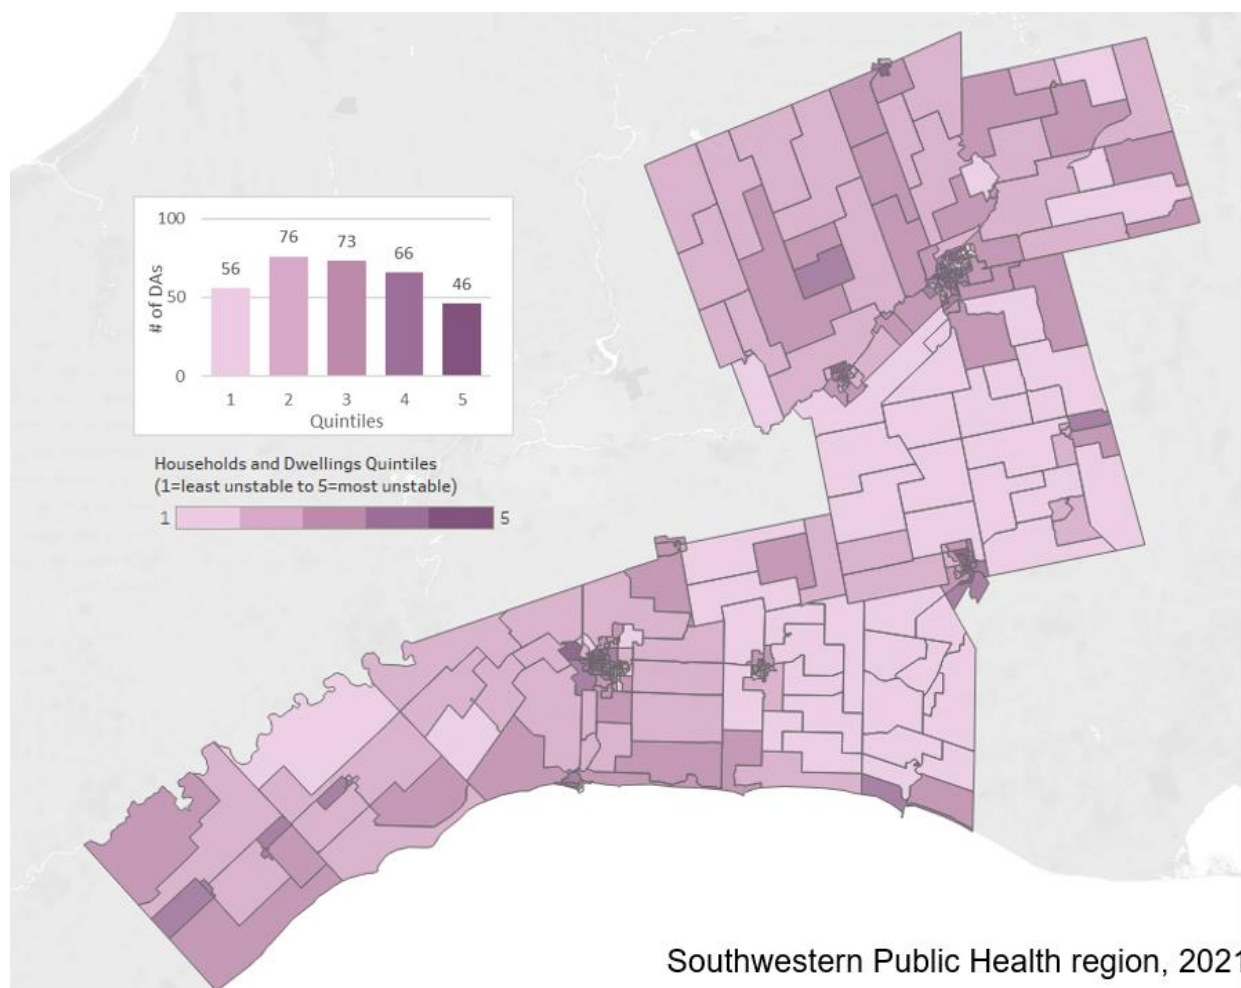 100
76
73
66
56
46
# of DAs
50
0
1 2 3 4 5
Quintiles
Households and Dwellings Quintiles
(1=least unstable to 5=most unstable)
1 5
Southwestern Public Health region, 2021